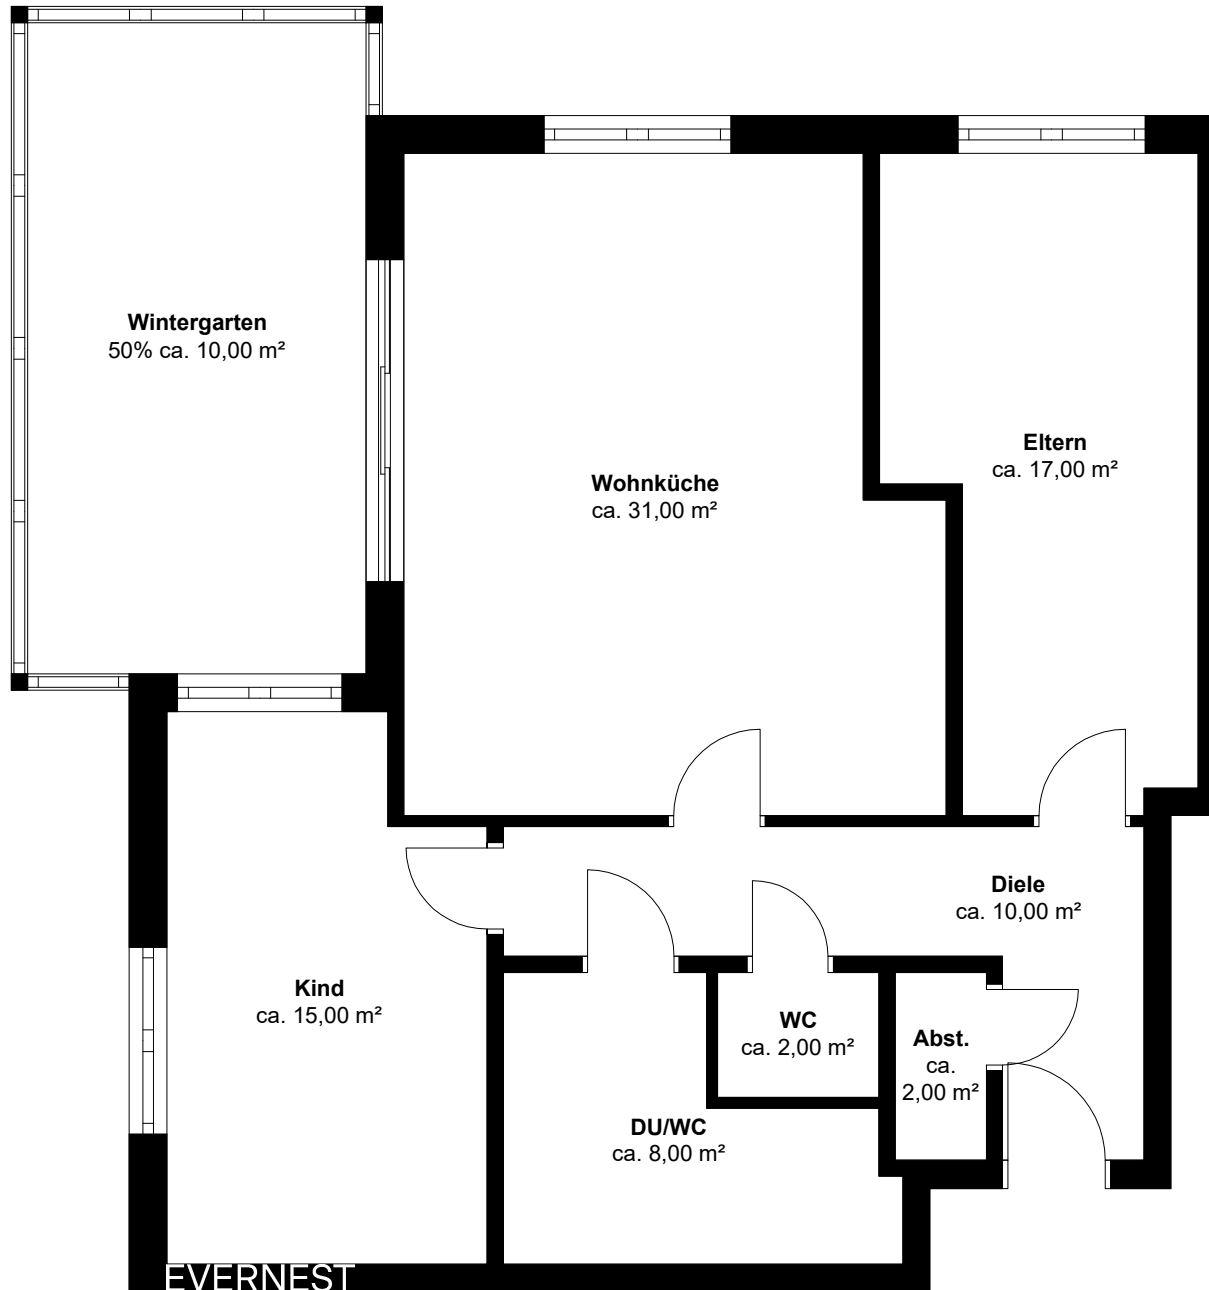 Wintergarten
50% ca. 10,00 m²
Eltern
ca. 17,00 m²
Wohnküche
ca. 31,00 m²
Diele
ca. 10,00 m²
Kind
ca. 15,00 m²
WC
ca. 2,00 m²
Abst.
ca.
2,00 m²
DU/WC
ca. 8,00 m²
EVERNEST